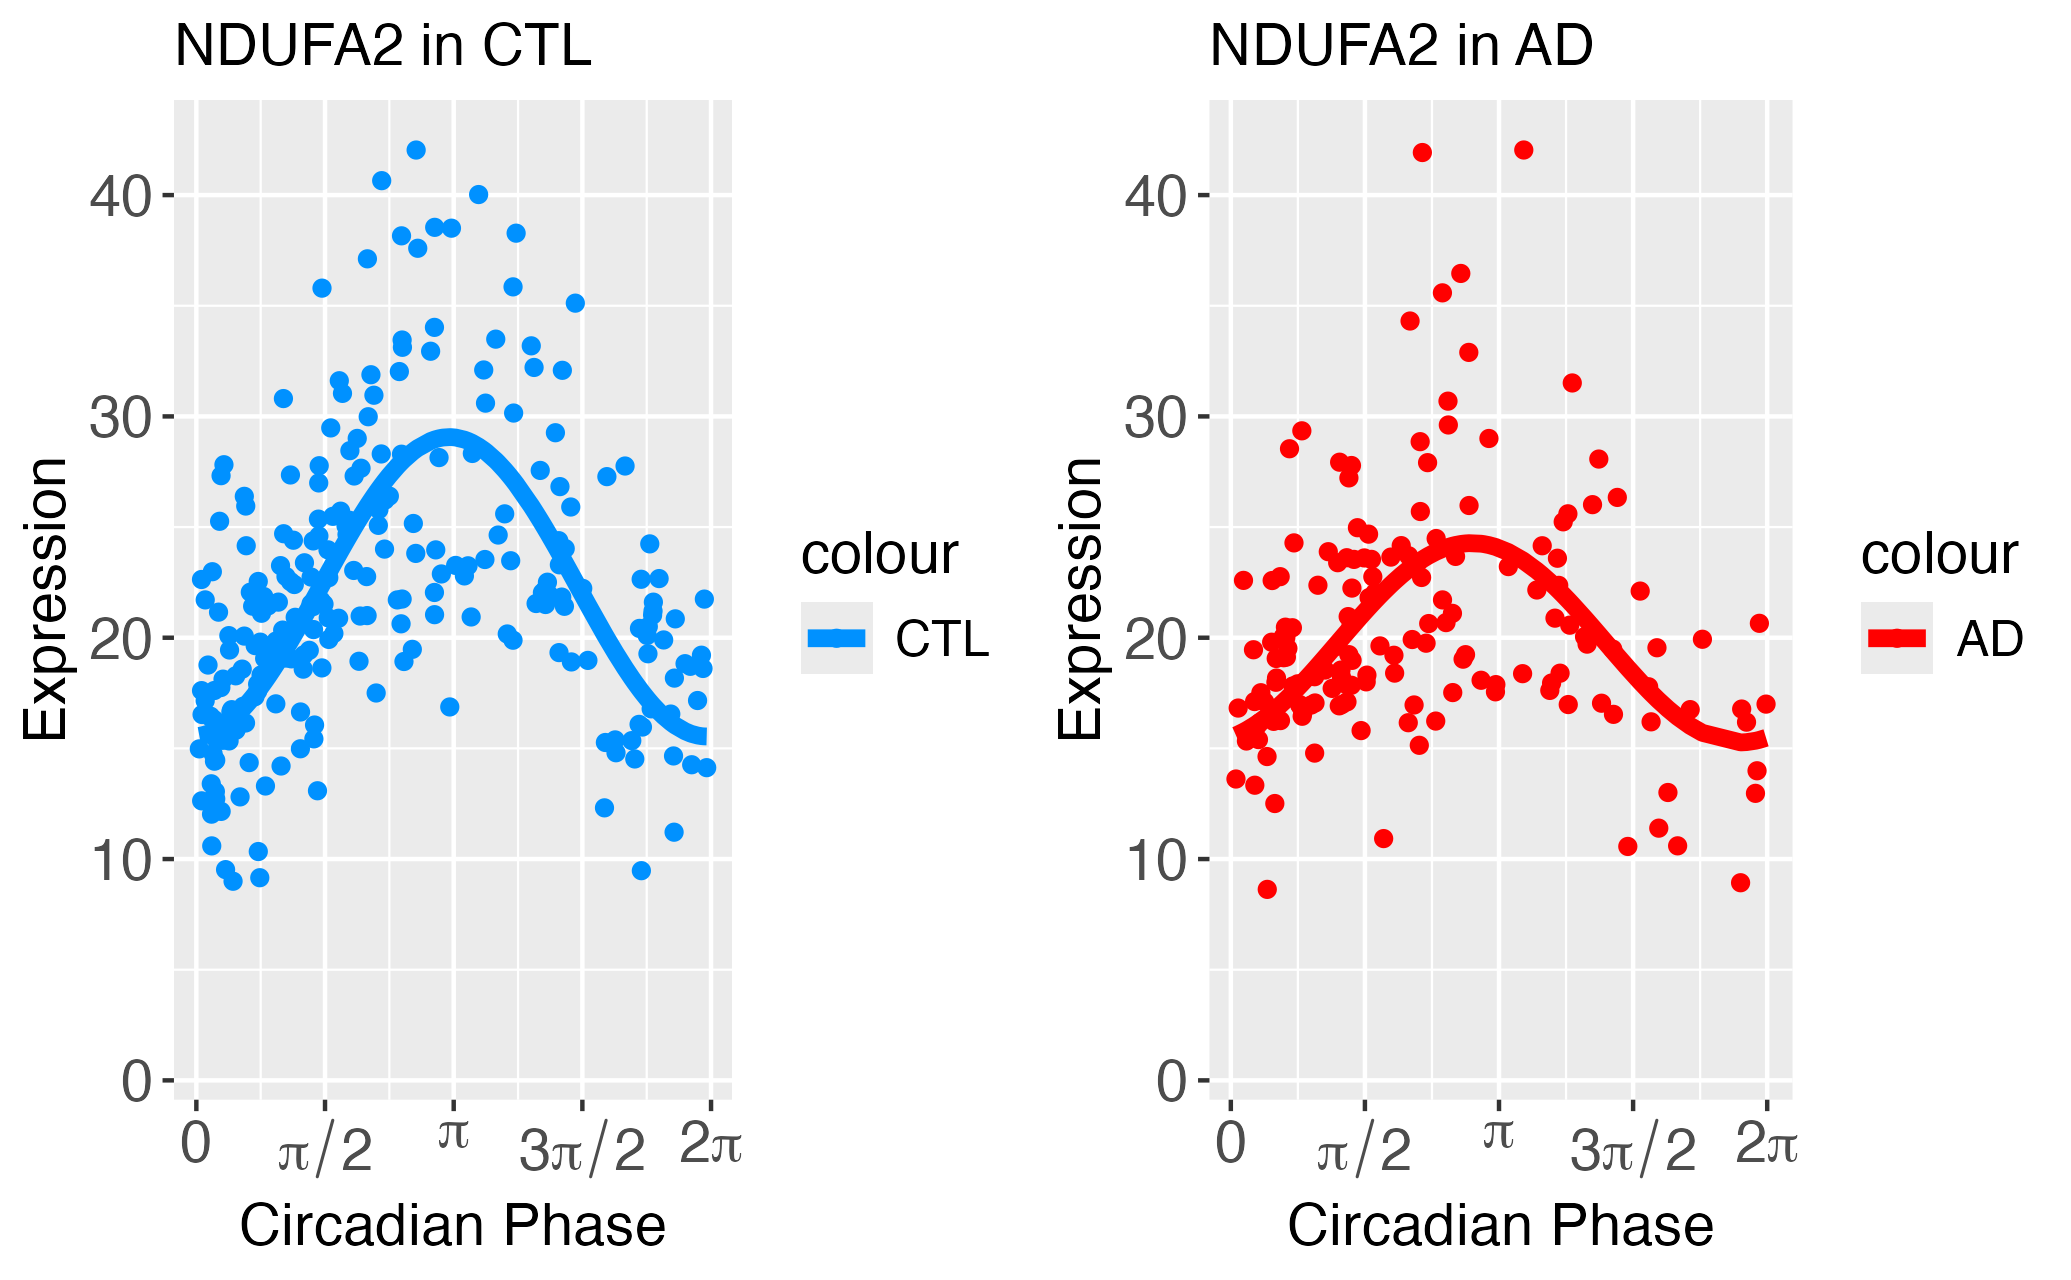 NDUFA2 in CTL
Expression
40
30
20
10
0
0 π/2 π 3π/2 2π
Circadian Phase
colour
CTL
NDUFA2 in AD
Expression
40
30
20
10
0
0 π/2 π 3π/2 2π
Circadian Phase
colour
AD